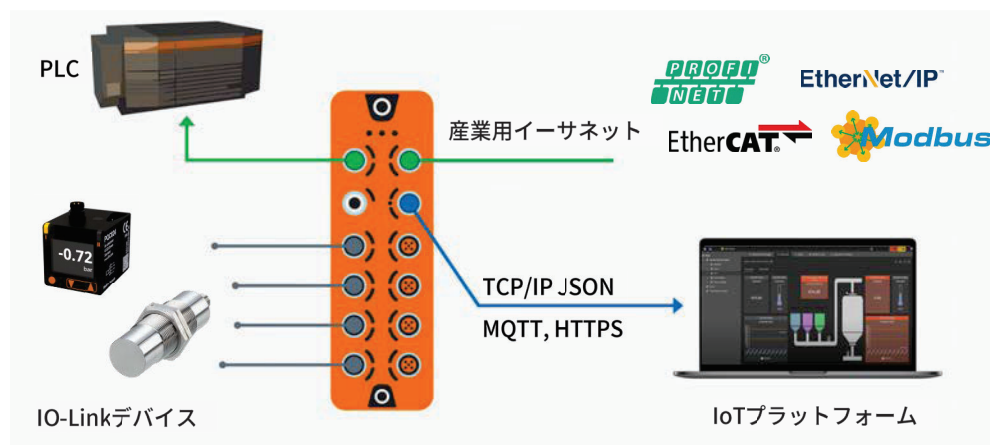 PLC
PROFI
NET®
EtherNet/IP™
産業用イーサネット
EtherCAT®
Modbus
-0.72
bar
TCP/IP JSON
MQTT, HTTPS
IO-Linkデバイス
IoTプラットフォーム